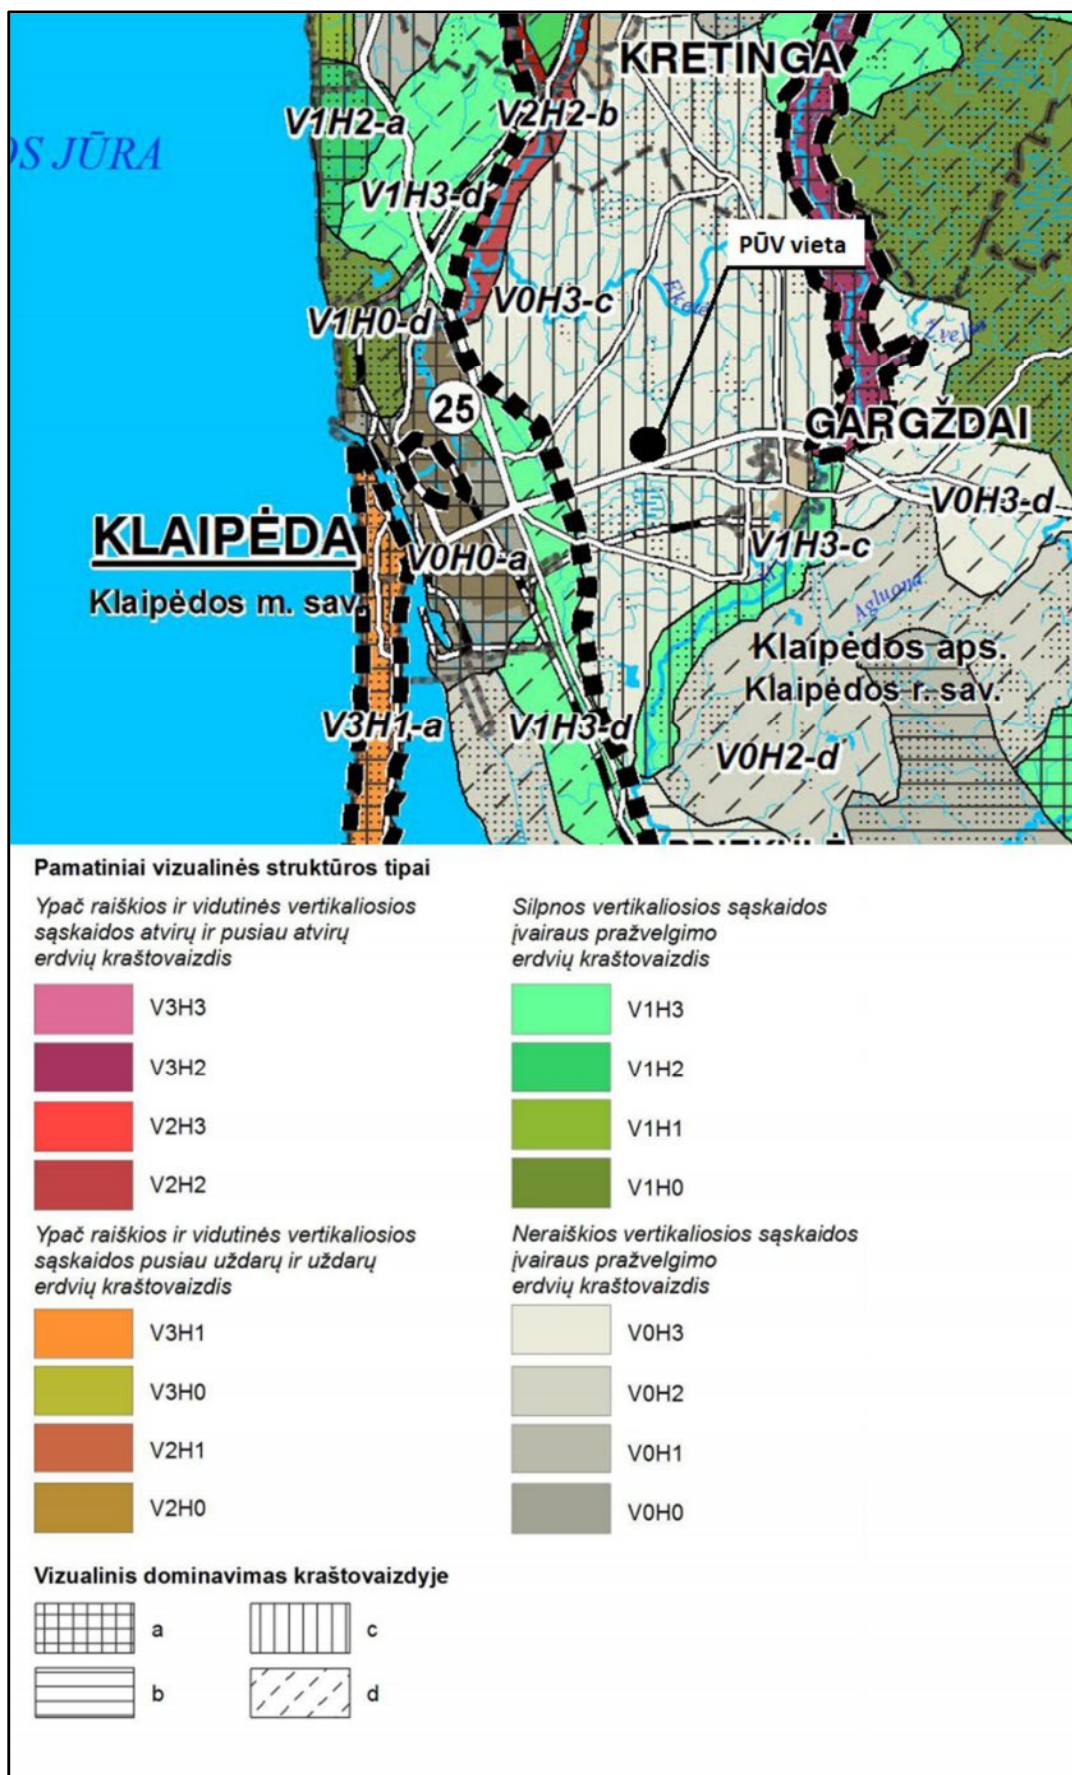 KRETINGA
V1H2-a
V2H2-b
OS JŪRA
V1H3-d
PŪV vieta
Eketė
V0H3-c
V1H0-d
25
GARGŽDAI
V0H3-d
KLAIPĖDA
V0H0-a
V1H3-c
Klaipėdos m. sav.
Agluona
Klaipėdos aps.
Klaipėdos r. sav.
V3H1-a
V1H3-d
V0H2-d
PRIEKULĖ
Pamatiniai vizualinės struktūros tipai
Ypač raiškios ir vidutinės vertikaliosios
sąskaidos atvirų ir pusiau atvirų
erdvių kraštovaizdis
V3H3
V3H2
V2H3
V2H2
Ypač raiškios ir vidutinės vertikaliosios
sąskaidos pusiau uždarų ir uždarų
erdvių kraštovaizdis
V3H1
V3H0
V2H1
V2H0
Silpnos vertikaliosios sąskaidos
įvairaus pražvelgimo
erdvių kraštovaizdis
V1H3
V1H2
V1H1
V1H0
Neraiškios vertikaliosios sąskaidos
įvairaus pražvelgimo
erdvių kraštovaizdis
V0H3
V0H2
V0H1
V0H0
Vizualinis dominavimas kraštovaizdyje
a
c
b
d